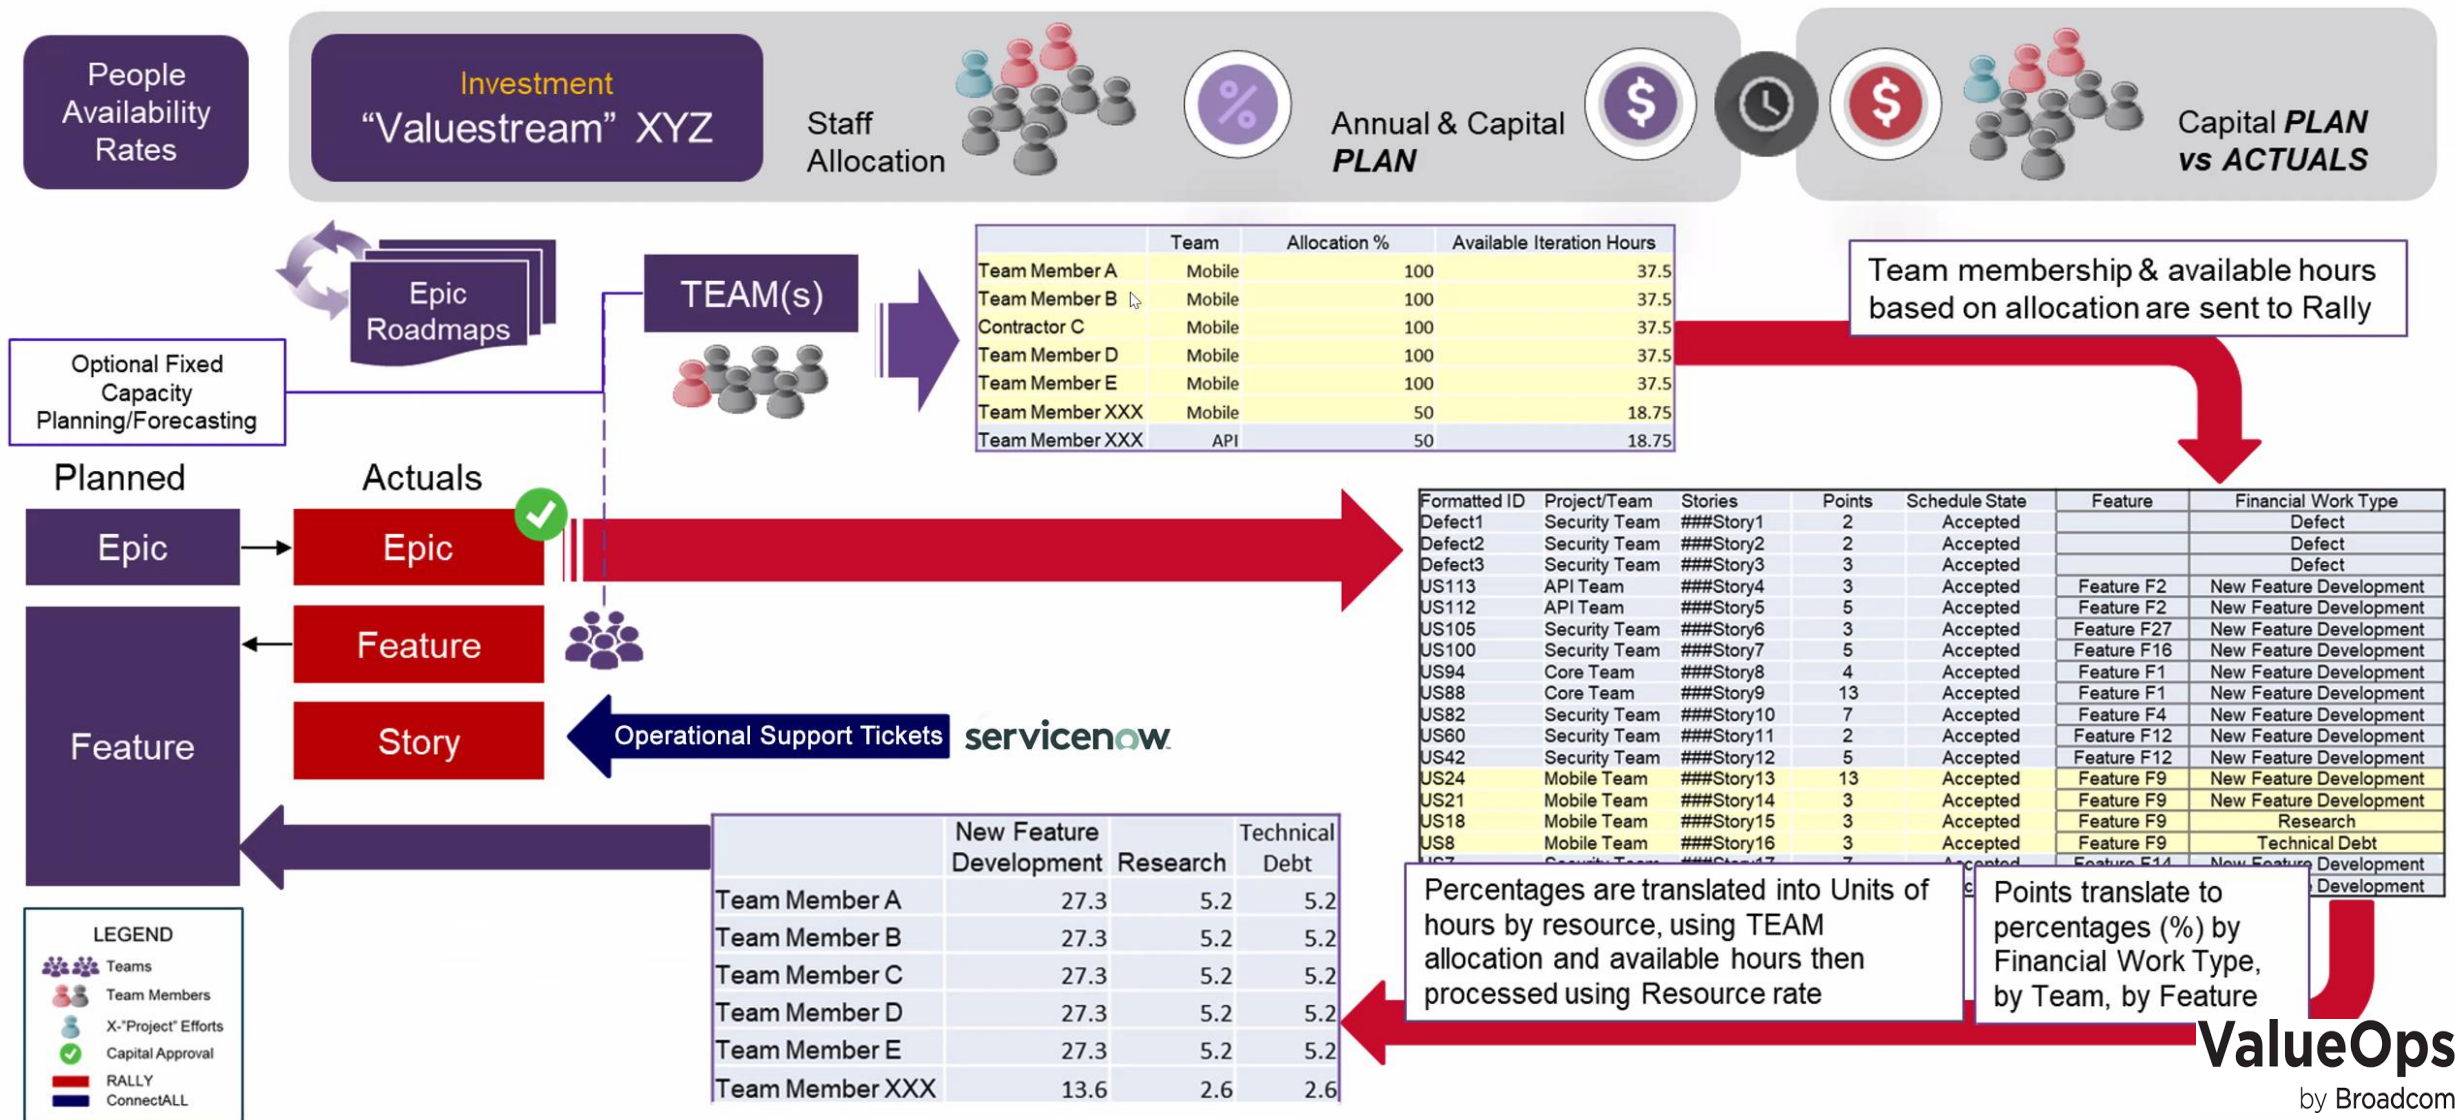 People
Availability
Rates
Investment
“Valuestream” XYZ
Staff
Allocation
%
Annual & Capital
PLAN
$
$
Capital PLAN
vs ACTUALS
Epic
Roadmaps
TEAM(s)
Optional Fixed
Capacity
Planning/Forecasting
Team Allocation % Available Iteration Hours
Team Member A Mobile 100 37.5
Team Member B Mobile 100 37.5
Contractor C Mobile 100 37.5
Team Member D Mobile 100 37.5
Team Member E Mobile 100 37.5
Team Member XXX Mobile 50 18.75
Team Member XXX API 50 18.75
Team membership & available hours
based on allocation are sent to Rally
Planned Actuals
Epic Epic
Feature
Feature
Story
Operational Support Tickets servicenow
Formatted ID Project/Team Stories Points Schedule State Feature Financial Work Type
Defect1 Security Team ###Story1 2 Accepted Defect
Defect2 Security Team ###Story2 2 Accepted Defect
Defect3 Security Team ###Story3 3 Accepted Defect
US113 API Team ###Story4 3 Accepted Feature F2 New Feature Development
US112 API Team ###Story5 5 Accepted Feature F2 New Feature Development
US105 Security Team ###Story6 3 Accepted Feature F27 New Feature Development
US100 Security Team ###Story7 5 Accepted Feature F16 New Feature Development
US94 Core Team ###Story8 4 Accepted Feature F1 New Feature Development
US88 Core Team ###Story9 13 Accepted Feature F1 New Feature Development
US82 Security Team ###Story10 7 Accepted Feature F4 New Feature Development
US60 Security Team ###Story11 2 Accepted Feature F12 New Feature Development
US42 Security Team ###Story12 5 Accepted Feature F12 New Feature Development
US24 Mobile Team ###Story13 13 Accepted Feature F9 New Feature Development
US21 Mobile Team ###Story14 3 Accepted Feature F9 New Feature Development
US18 Mobile Team ###Story15 3 Accepted Feature F9 Research
US8 Mobile Team ###Story16 3 Accepted Feature F9 Technical Debt
US7 Security Team ###Story17 7 Accepted Feature F14 New Feature Development
Development
Percentages are translated into Units of
hours by resource, using TEAM
allocation and available hours then
processed using Resource rate
Points translate to
percentages (%) by
Financial Work Type,
by Team, by Feature
New Feature
Development Research Technical
Debt
Team Member A 27.3 5.2 5.2
Team Member B 27.3 5.2 5.2
Team Member C 27.3 5.2 5.2
Team Member D 27.3 5.2 5.2
Team Member E 27.3 5.2 5.2
Team Member XXX 13.6 2.6 2.6
LEGEND
Teams
Team Members
X-"Project" Efforts
Capital Approval
RALLY
ConnectALL
ValueOps
by Broadcom